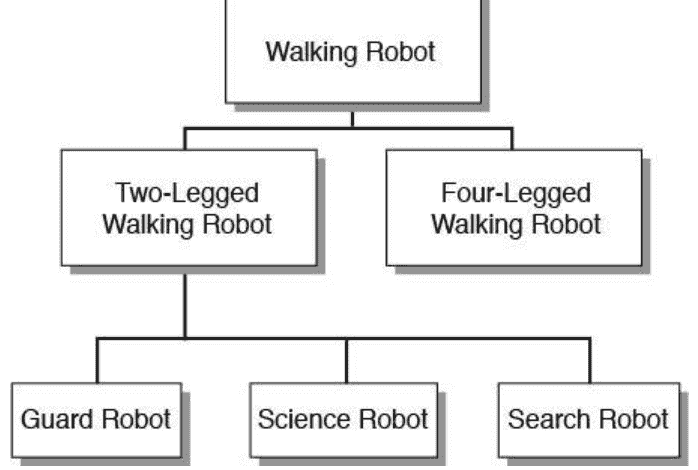 Walking Robot
Two-Legged
Walking Robot
Four-Legged
Walking Robot
Guard Robot
Science Robot
Search Robot